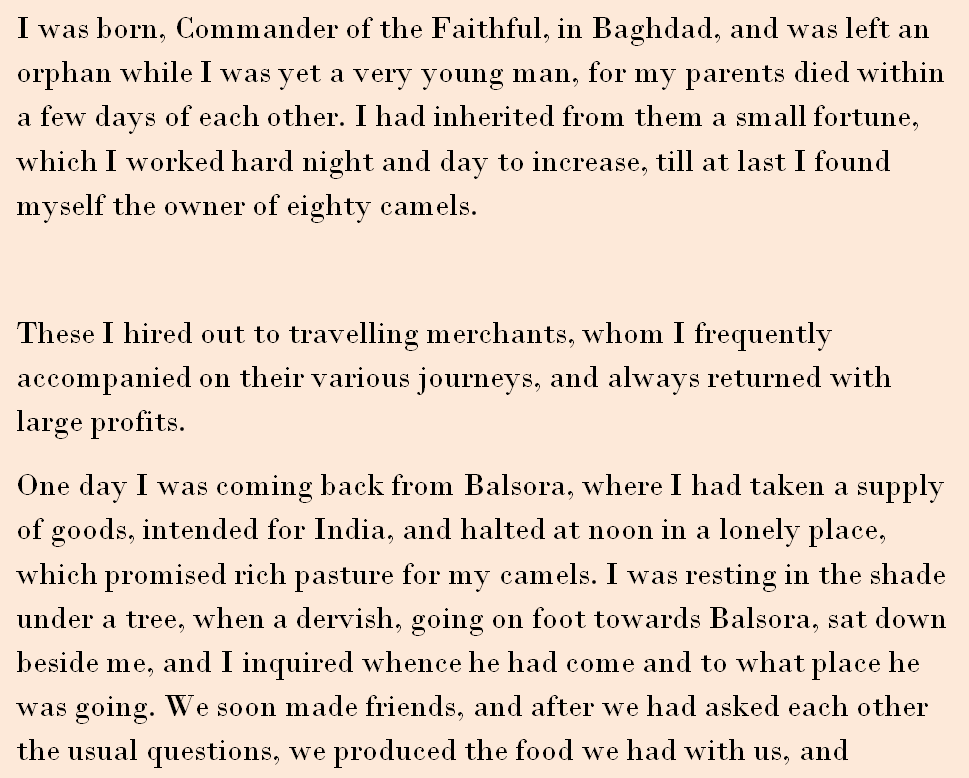 I was born, Commander of the Faithful, in Baghdad, and was left an
orphan while I was yet a very young man, for my parents died within
a few days of each other. I had inherited from them a small fortune,
which I worked hard night and day to increase, till at last I found
myself the owner of eighty camels.
These I hired out to travelling merchants, whom I frequently
accompanied on their various journeys, and always returned with
large profits.
One day I was coming back from Balsora, where I had taken a supply
of goods, intended for India, and halted at noon in a lonely place,
which promised rich pasture for my camels. I was resting in the shade
under a tree, when a dervish, going on foot towards Balsora, sat down
beside me, and I inquired whence he had come and to what place he
was going. We soon made friends, and after we had asked each other
the usual questions, we produced the food we had with us, and